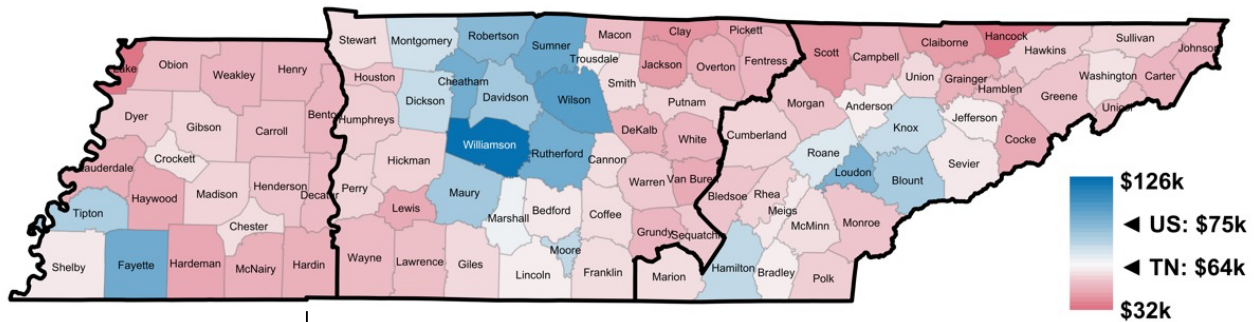 Lake
Obion
Weakley
Henry
Dyer
Gibson
Carroll
Benton
Lauderdale
Crockett
Haywood
Madison
Henderson
Decatur
Tipton
Chester
Shelby
Fayette
Hardeman
McNairy
Hardin
Stewart
Montgomery
Robertson
Sumner
Macon
Trousdale
Clay
Pickett
Jackson
Overton
Fentress
Houston
Cheatham
Smith
Dickson
Davidson
Wilson
Putnam
Humphreys
Williamson
Rutherford
DeKalb
White
Hickman
Cannon
Perry
Maury
Warren
Van Buren
Lewis
Marshall
Bedford
Coffee
Grundy
Sequatchie
Moore
Wayne
Lawrence
Giles
Lincoln
Franklin
Marion
Scott
Campbell
Claiborne
Hancock
Hawkins
Sullivan
Johnson
Union
Grainger
Hamblen
Washington
Carter
Morgan
Anderson
Jefferson
Greene
Unicoi
Cumberland
Knox
Cocke
Roane
Loudon
Blount
Sevier
Bledsoe
Rhea
Meigs
McMinn
Monroe
Hamilton
Bradley
Polk
$126k
◄ US: $75k
◄ TN: $64k
$32k